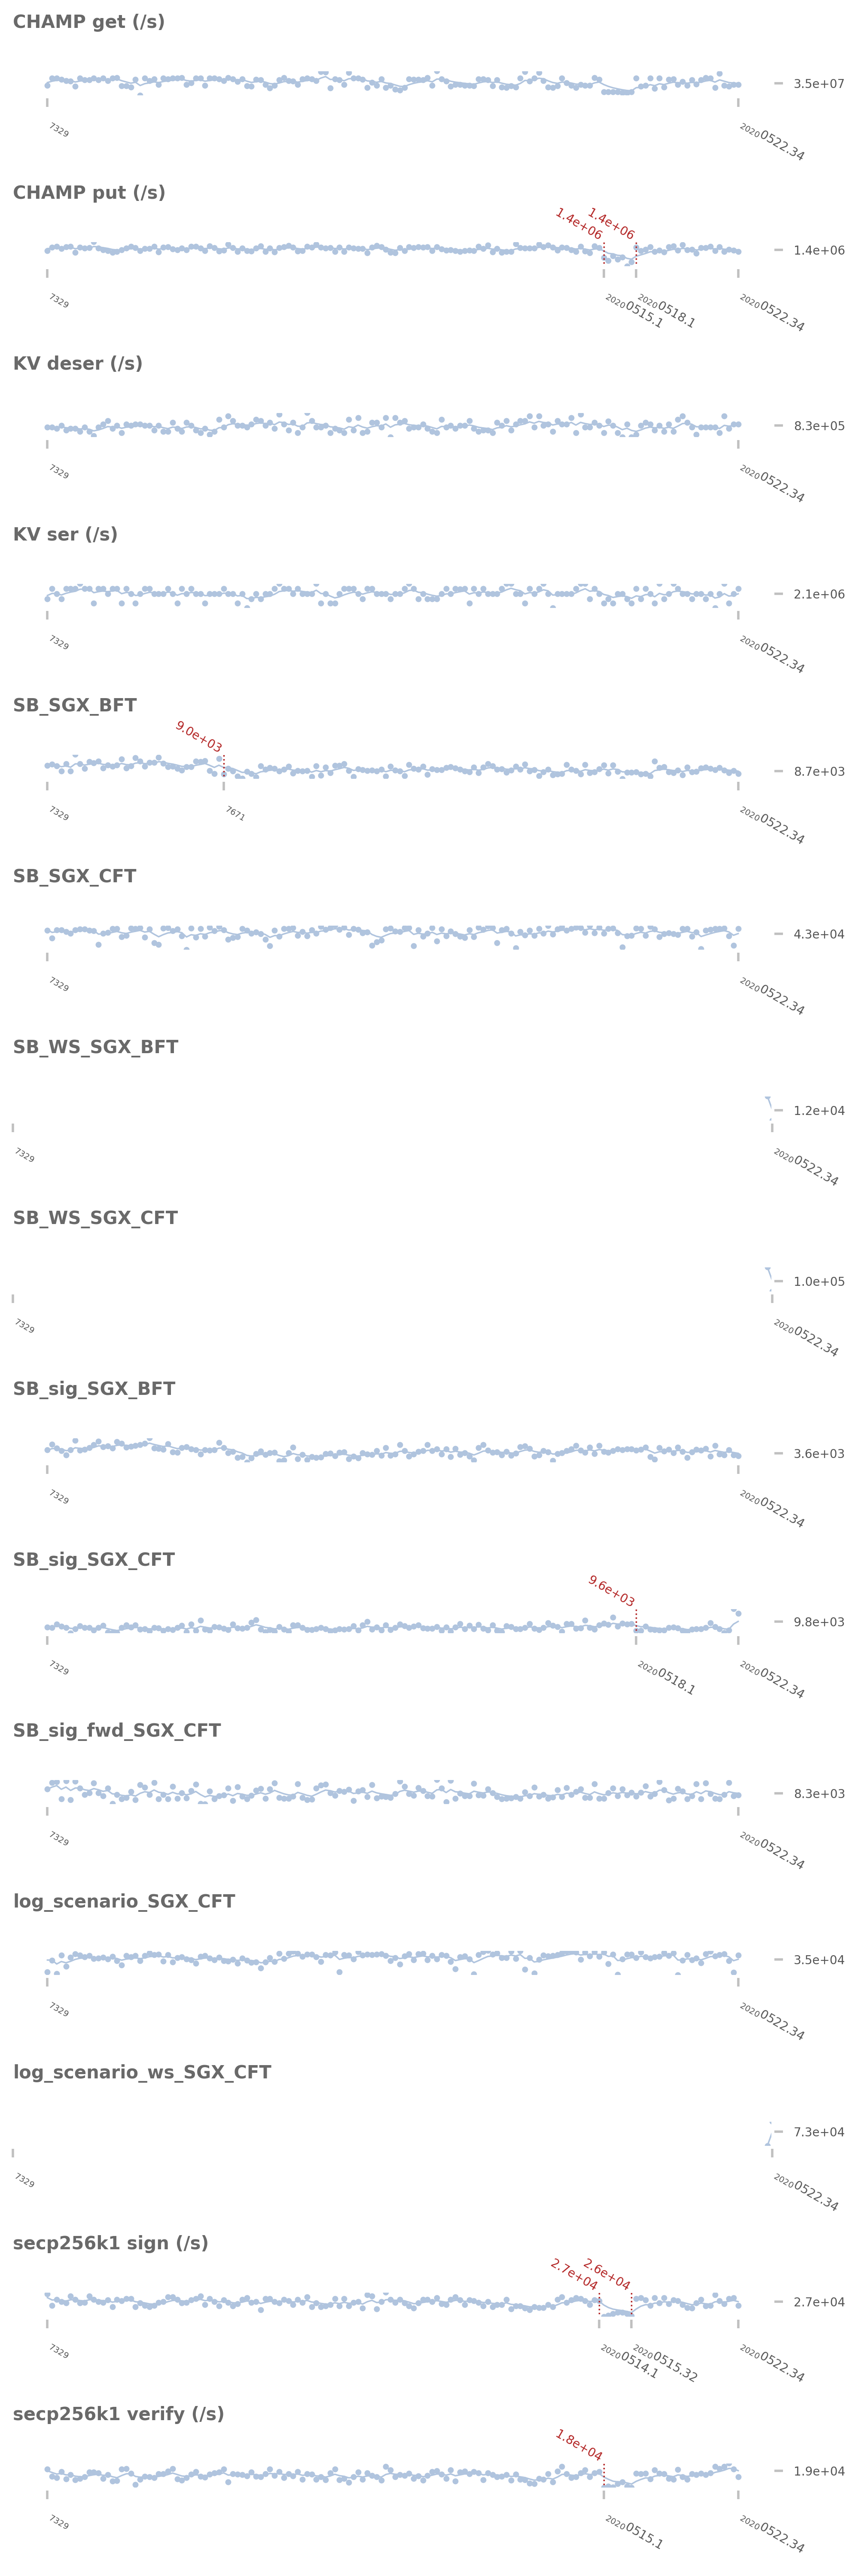 CHAMP get (/s)
3.5e+07
7329
20200522.34
CHAMP put (/s)
1.4e+06
1.4e+06
1.4e+06
7329
20200515.1
20200518.1
20200522.34
KV deser (/s)
8.3e+05
7329
20200522.34
KV ser (/s)
2.1e+06
7329
20200522.34
SB_SGX_BFT
9.0e+03
8.7e+03
7329
7671
20200522.34
SB_SGX_CFT
4.3e+04
7329
20200522.34
SB_WS_SGX_BFT
1.2e+04
7329
20200522.34
SB_WS_SGX_CFT
1.0e+05
7329
20200522.34
SB_sig_SGX_BFT
3.6e+03
7329
20200522.34
SB_sig_SGX_CFT
9.6e+03
9.8e+03
7329
20200518.1
20200522.34
SB_sig_fwd_SGX_CFT
8.3e+03
7329
20200522.34
log_scenario_SGX_CFT
3.5e+04
7329
20200522.34
log_scenario_ws_SGX_CFT
7.3e+04
7329
20200522.34
secp256k1 sign (/s)
2.7e+04
2.6e+04
2.7e+04
7329
20200514.1
20200515.32
20200522.34
secp256k1 verify (/s)
1.8e+04
1.9e+04
7329
20200515.1
20200522.34